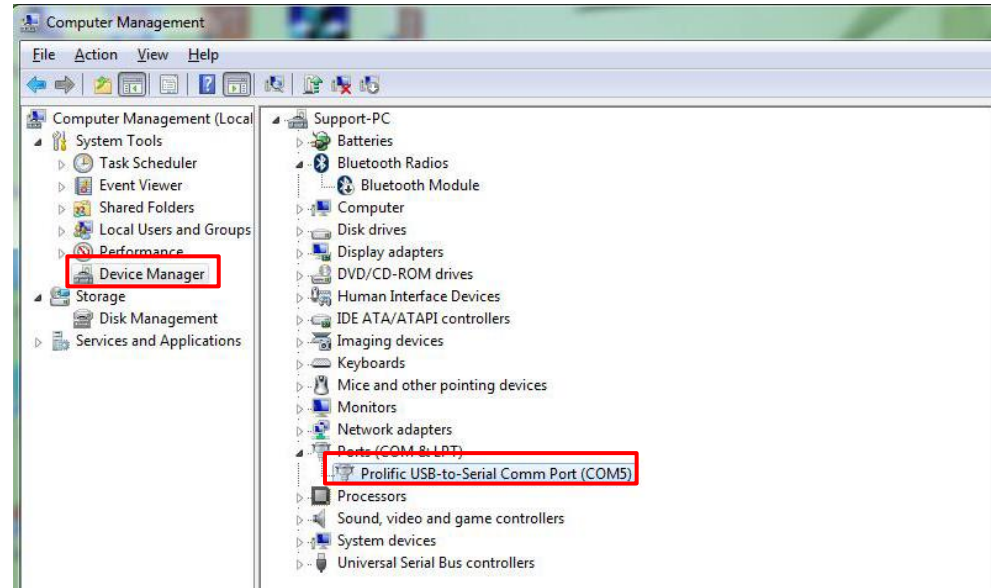 Computer Management
File Action View Help
Computer Management (Local
System Tools
Task Scheduler
Event Viewer
Shared Folders
Local Users and Groups
Performance
Device Manager
Storage
Disk Management
Services and Applications
Support-PC
Batteries
Bluetooth Radios
Bluetooth Module
Computer
Disk drives
Display adapters
DVD/CD-ROM drives
Human Interface Devices
IDE ATA/ATAPI controllers
Imaging devices
Keyboards
Mice and other pointing devices
Monitors
Network adapters
Ports (COM & LPT)
Prolific USB-to-Serial Comm Port (COM5)
Processors
Sound, video and game controllers
System devices
Universal Serial Bus controllers